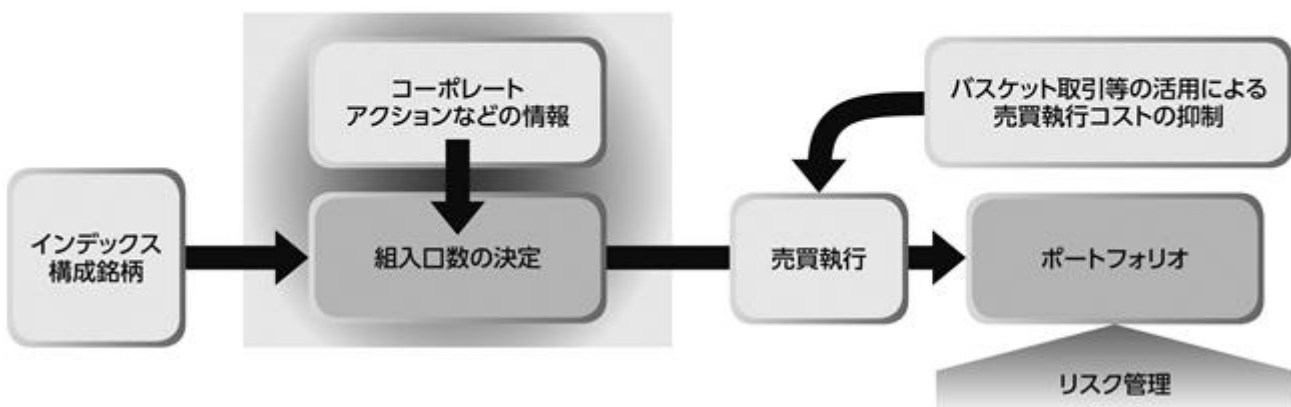 コーポレート
アクションなどの情報
バスケット取引等の活用による
売買執行コストの抑制
インデックス
構成銘柄
組入口数の決定
売買執行
ポートフォリオ
リスク管理